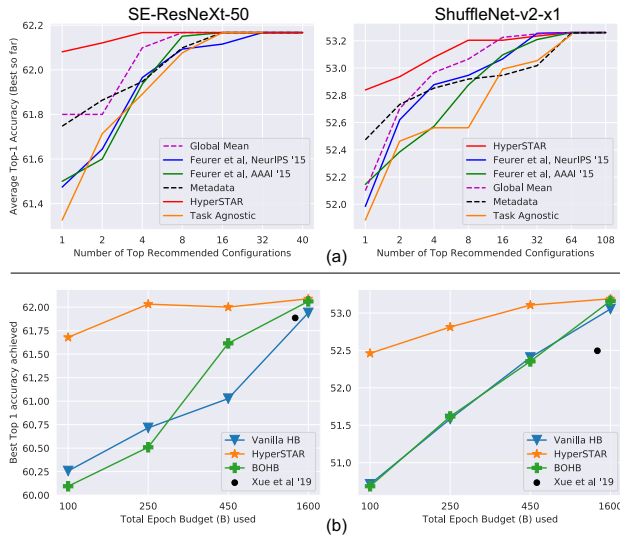 SE-ResNeXt-50
ShuffleNet-v2-x1
Average Top-1 Accuracy (Best so far)
62.2
62.0
61.8
61.6
61.4
Global Mean
Feurer et al, NeurIPS '15
Feurer et al, AAAI '15
Metadata
HyperSTAR
Task Agnostic
1 2 4 8 16 32 40
Number of Top Recommended Configurations
53.2
53.0
52.8
52.6
52.4
52.2
52.0
HyperSTAR
Feurer et al, NeurIPS '15
Feurer et al, AAAI '15
Global Mean
Metadata
Task Agnostic
1 2 4 8 16 32 64 108
Number of Top Recommended Configurations
(a)
Best Top 1 accuracy achieved
62.00
61.75
61.50
61.25
61.00
60.75
60.50
60.25
60.00
Vanilla HB
HyperSTAR
BOHB
Xue et al '19
100 250 450 1600
Total Epoch Budget (B) used
53.0
52.5
52.0
51.5
51.0
Vanilla HB
HyperSTAR
BOHB
Xue et al '19
100 250 450 1600
Total Epoch Budget (B) used
(b)